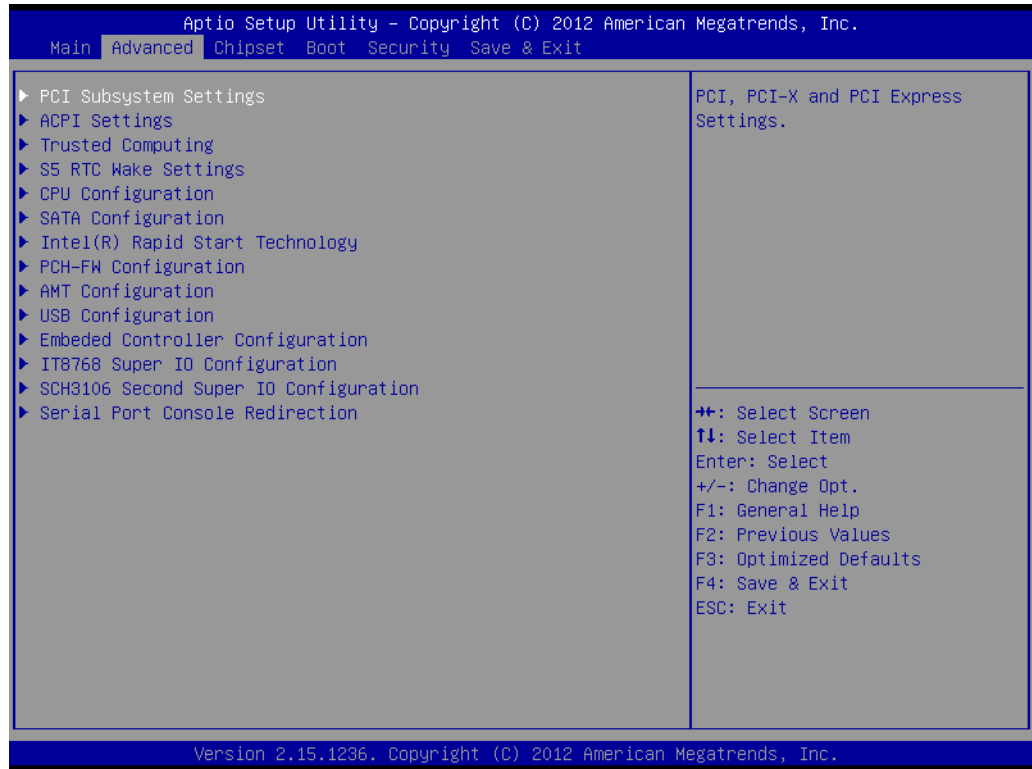 Aptio Setup Utility – Copyright (C) 2012 American Megatrends, Inc.
Main Advanced Chipset Boot Security Save & Exit
PCI Subsystem Settings
ACPI Settings
Trusted Computing
S5 RTC Wake Settings
CPU Configuration
SATA Configuration
Intel(R) Rapid Start Technology
PCH-FW Configuration
AMT Configuration
USB Configuration
Embeded Controller Configuration
IT8768 Super IO Configuration
SCH3106 Second Super IO Configuration
Serial Port Console Redirection
PCI, PCI-X and PCI Express
Settings.
→←: Select Screen
↑↓: Select Item
Enter: Select
+/-: Change Opt.
F1: General Help
F2: Previous Values
F3: Optimized Defaults
F4: Save & Exit
ESC: Exit
Version 2.15.1236. Copyright (C) 2012 American Megatrends, Inc.